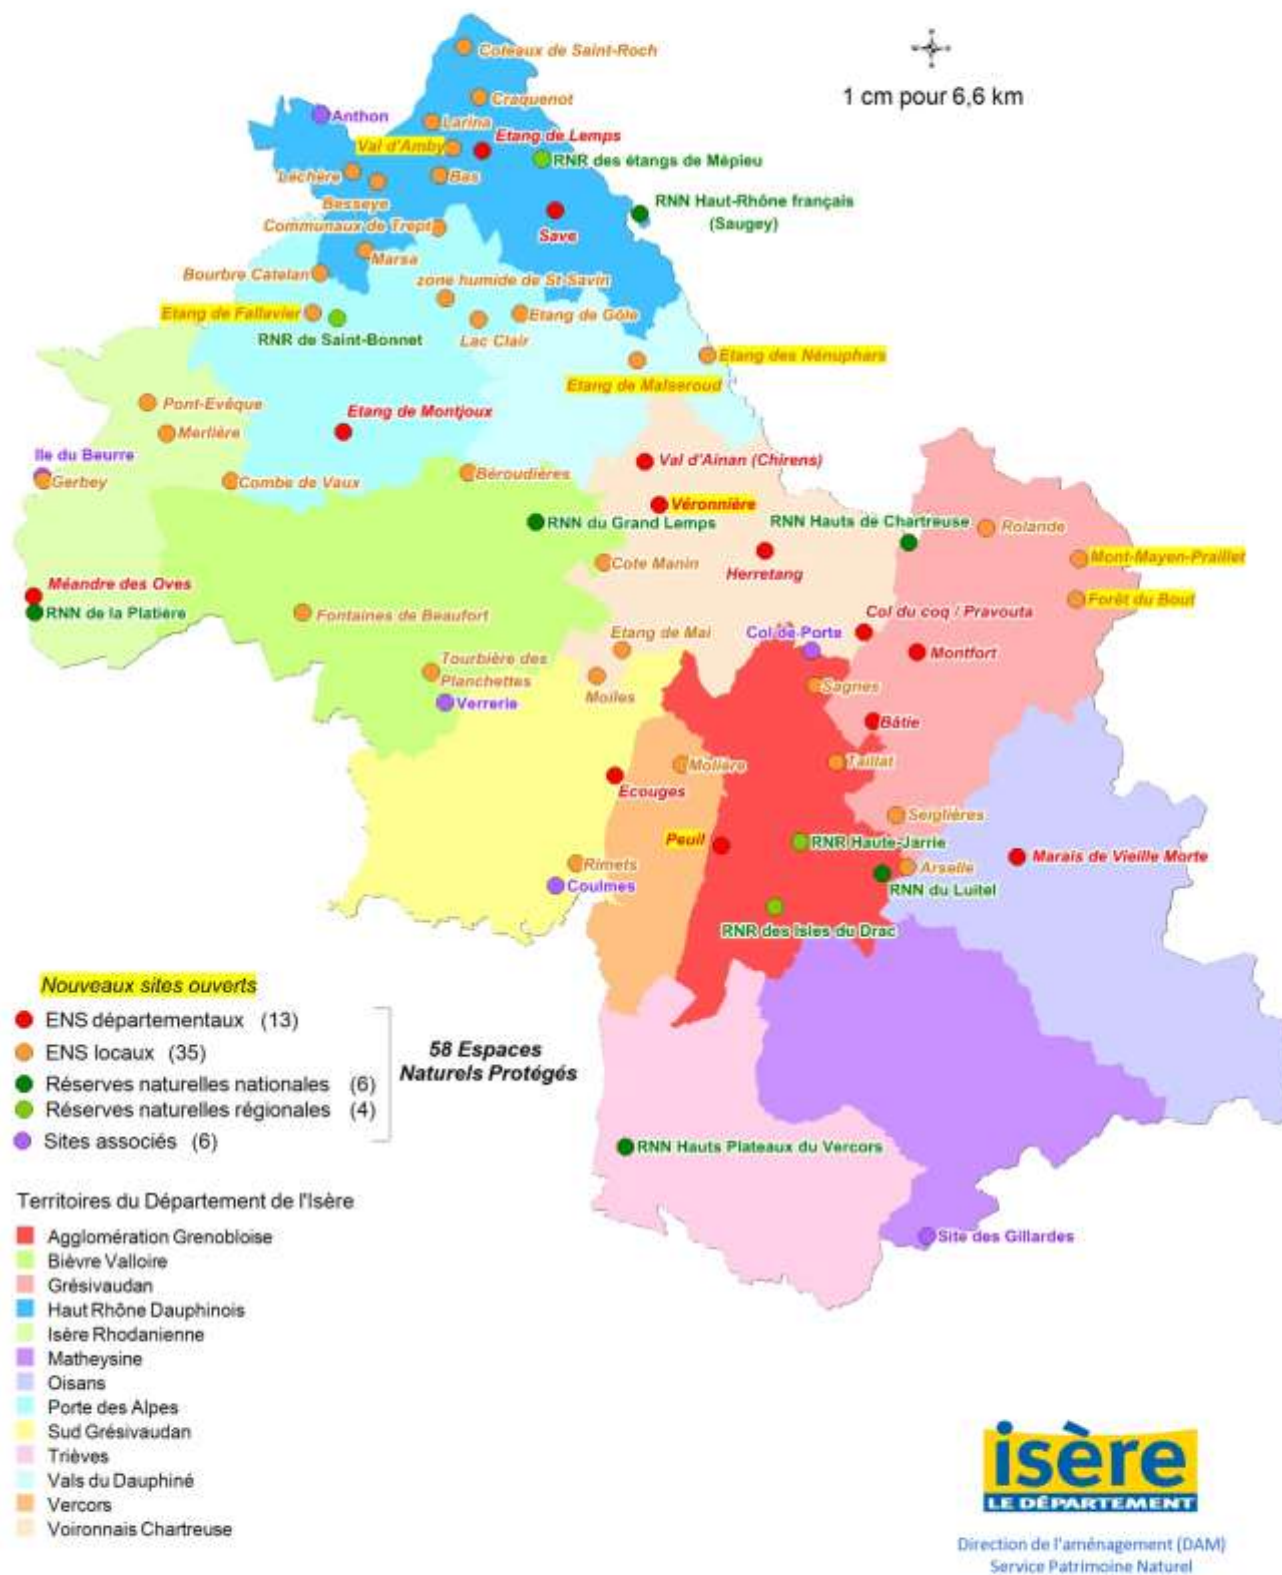 Coteaux de Saint-Roch
1 cm pour 6,6 km
Craquenot
Anthon
Larina
Etang de Lemps
Val d'Amby
RNR des étangs de Mépieu
Léchère
Bas
Besseye
RNN Haut-Rhône français
(Saugey)
Communaux de Trept
Save
Marsa
Bourbre Catelan
zone humide de St-Savin
Etang de Fallavier
Etang de Gôle
RNR de Saint-Bonnet
Lac Clair
Etang des Nénuphars
Etang de Malseroud
Pont-Evêque
Etang de Montjoux
Merlière
Ile du Beurre
Val d'Ainan (Chirens)
Gerbey
Combe de Vaux
Béroudières
Véronnière
RNN du Grand Lemps
RNN Hauts de Chartreuse
Rolande
Mont-Mayen-Praillet
Cote Manin
Herretang
Méandre des Oves
Forêt du Bout
RNN de la Platière
Fontaines de Beaufort
Col du coq / Pravouta
Etang de Mai
Col de Porte
Montfort
Tourbière des
Planchettes
Moiles
Sagnes
Verrerie
Bâtie
Molière
Taillat
Ecouges
Seiglières
Peuil
RNR Haute-Jarrie
Marais de Vieille Morte
Rimets
Arselle
Coulmes
RNN du Luitel
RNR des Isles du Drac
Nouveaux sites ouverts
ENS départementaux (13)
ENS locaux (35)
58 Espaces
Naturels Protégés
Réserves naturelles nationales (6)
Réserves naturelles régionales (4)
Sites associés (6)
RNN Hauts Plateaux du Vercors
Territoires du Département de l'Isère
Site des Gillardes
Agglomération Grenobloise
Bièvre Valloire
Grésivaudan
Haut Rhône Dauphinois
Isère Rhodanienne
Matheysine
Oisans
Porte des Alpes
Sud Grésivaudan
Trièves
Vals du Dauphiné
Vercors
Voironnais Chartreuse
isère
LE DÉPARTEMENT
Direction de l'aménagement (DAM)
Service Patrimoine Naturel